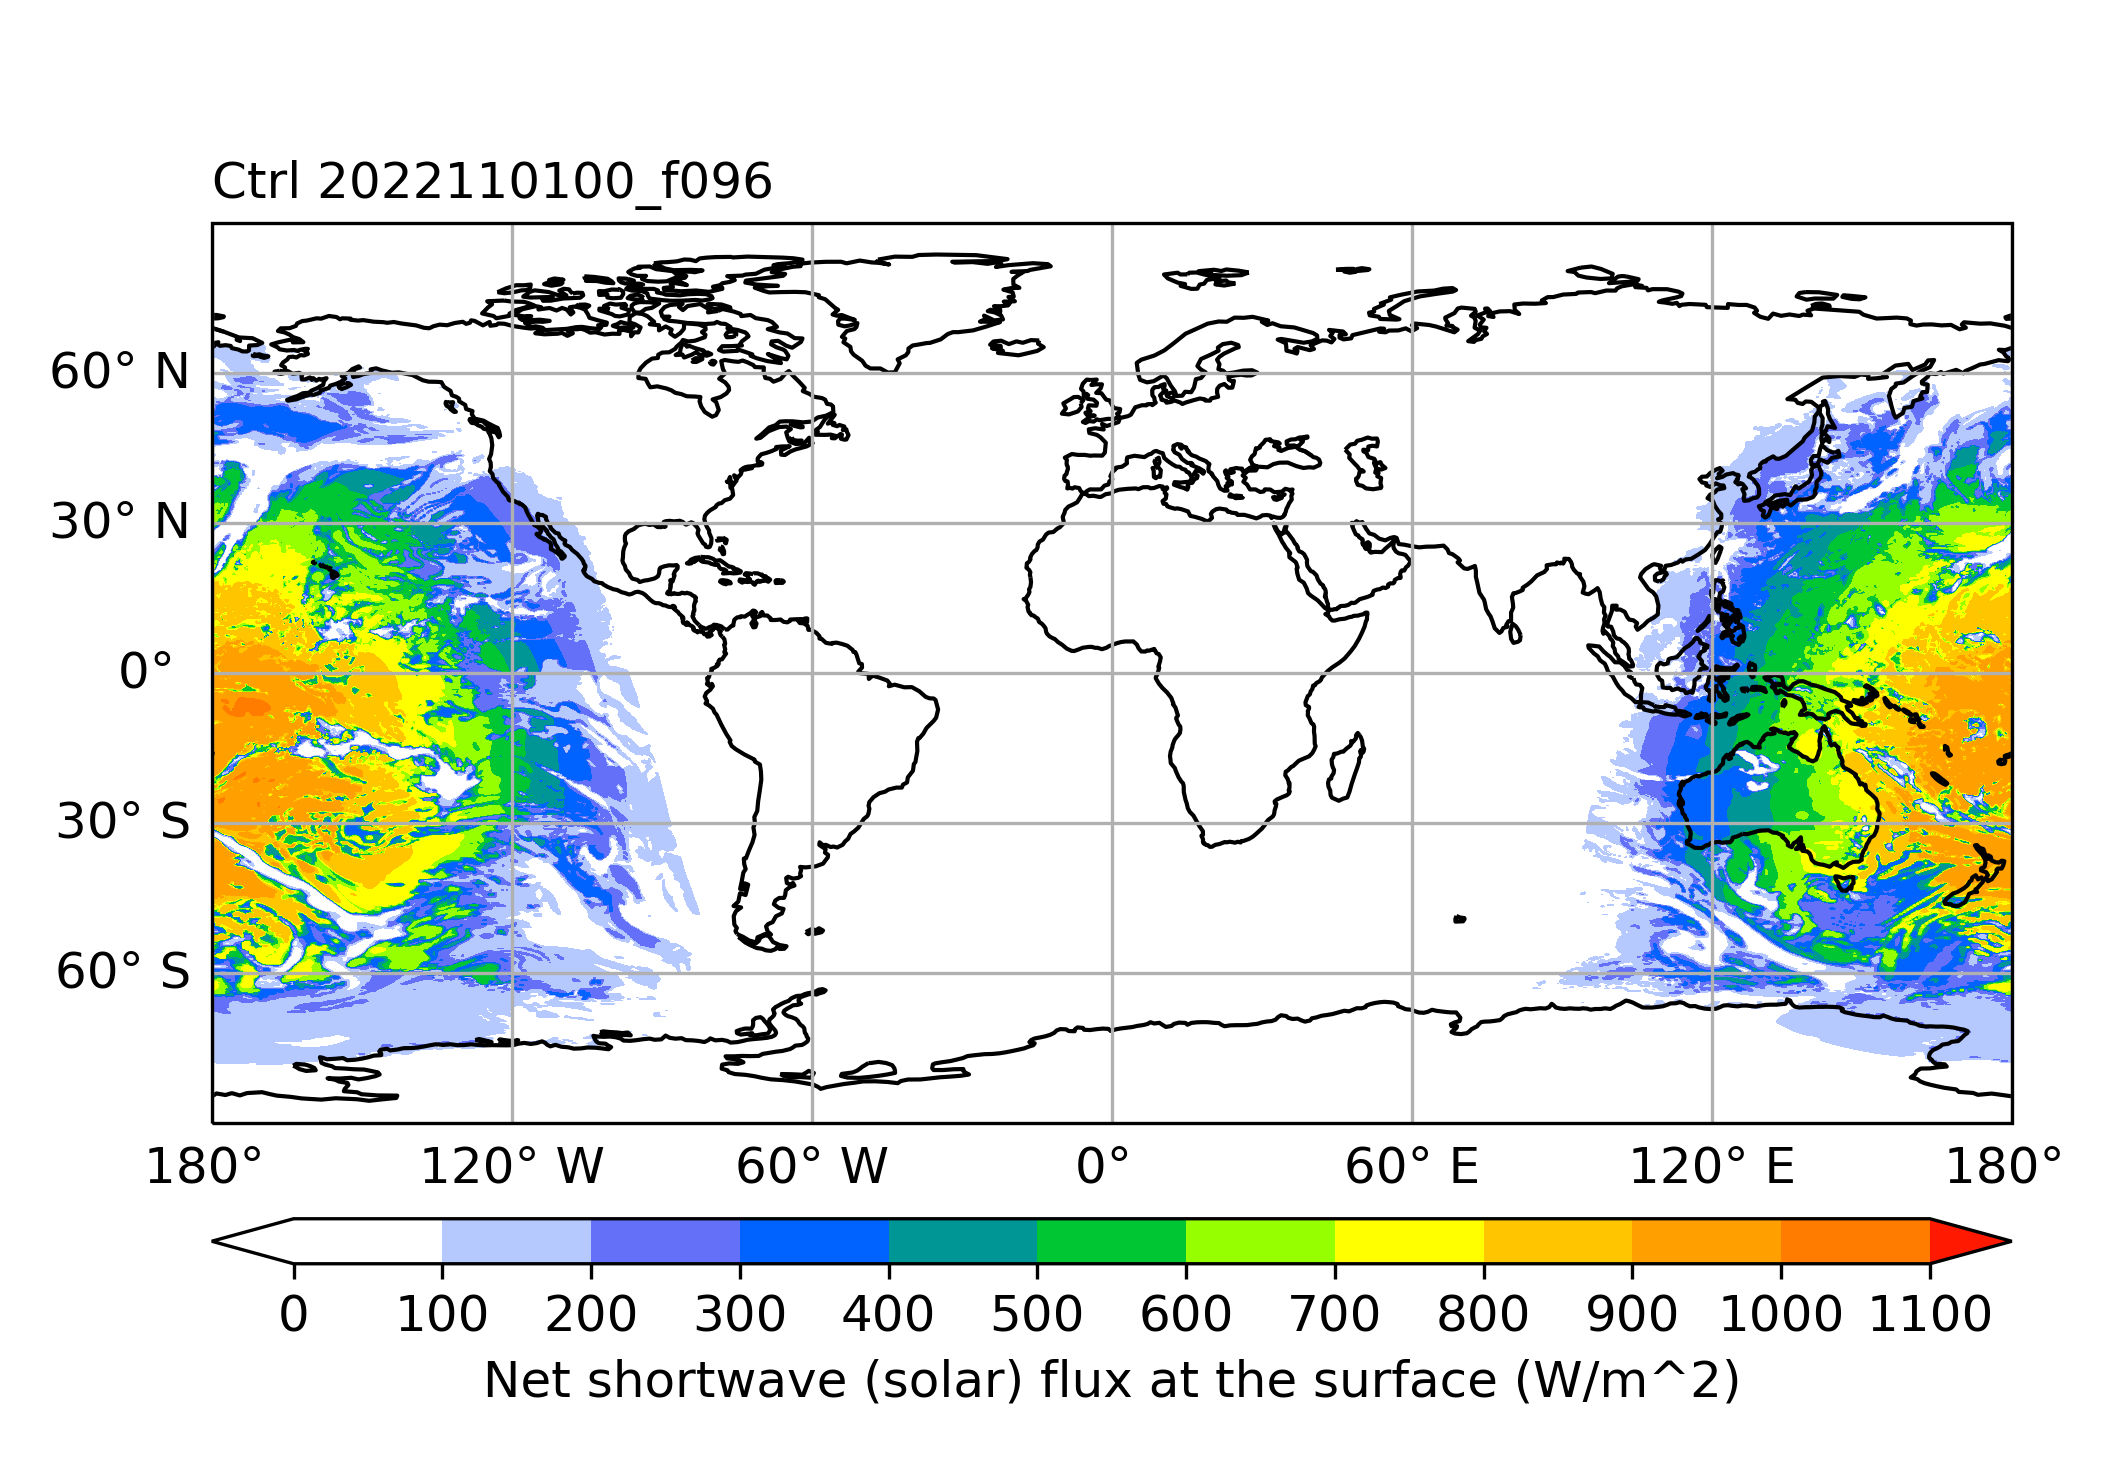 Ctrl 2022110100_f096
60° N
30° N
0°
30° S
60° S
180° 120° W 60° W 0° 60° E 120° E 180°
0 100 200 300 400 500 600 700 800 900 1000 1100
Net shortwave (solar) flux at the surface (W/m^2)